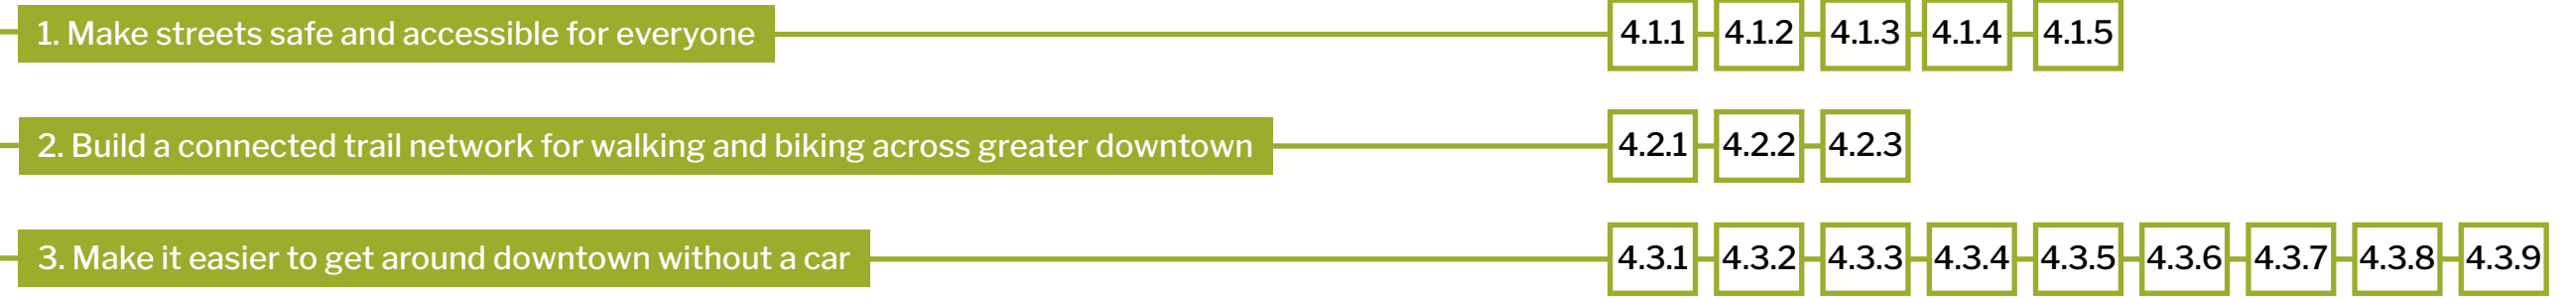 1. Make streets safe and accessible for everyone 4.1.1 4.1.2 4.1.3 4.1.4 4.1.5
2. Build a connected trail network for walking and biking across greater downtown 4.2.1 4.2.2 4.2.3
3. Make it easier to get around downtown without a car 4.3.1 4.3.2 4.3.3 4.3.4 4.3.5 4.3.6 4.3.7 4.3.8 4.3.9